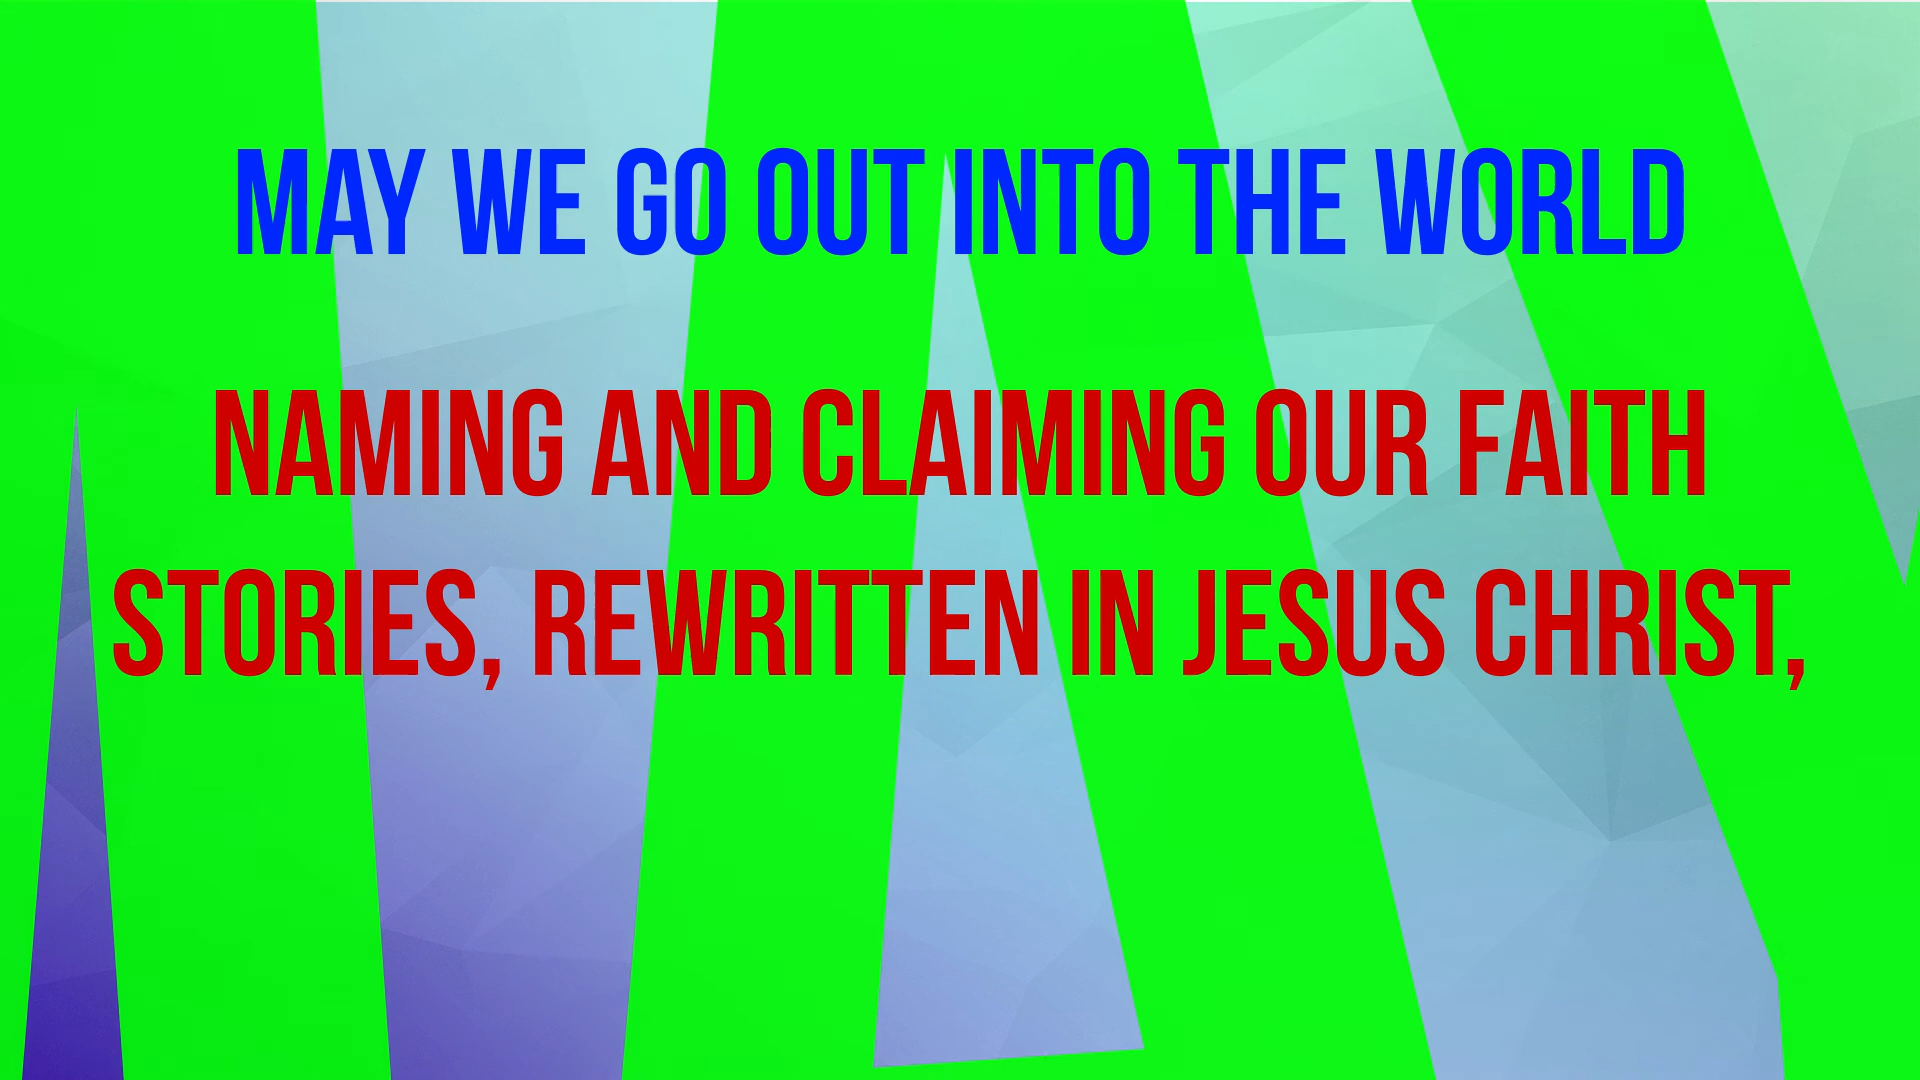 MAY WE GO OUT INTO THE WORLD
NAMING AND CLAIMING OUR FAITH
STORIES, REWRITTEN IN JESUS CHRIST,